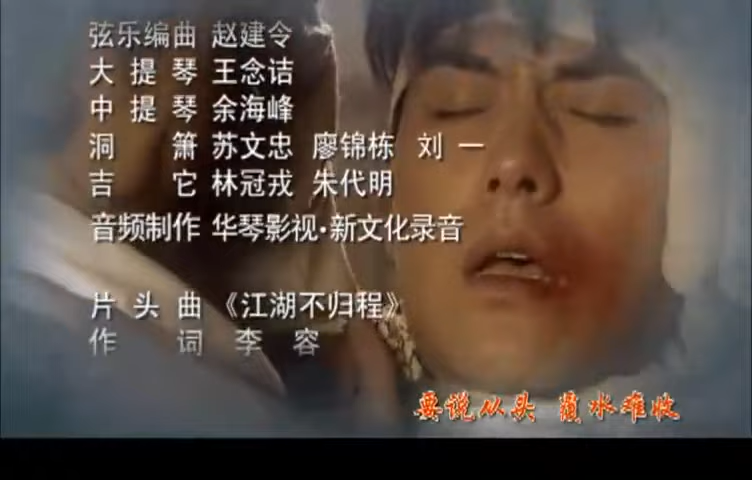 弦乐编曲 赵建令
大提琴 王念诘
中提琴 余海峰
洞箫 苏文忠 廖锦栋 刘一
吉它 林冠戎 朱代明
音频制作 华琴影视·新文化录音
片头曲《江湖不归程》
作词 李容
要说从头 覆水难收